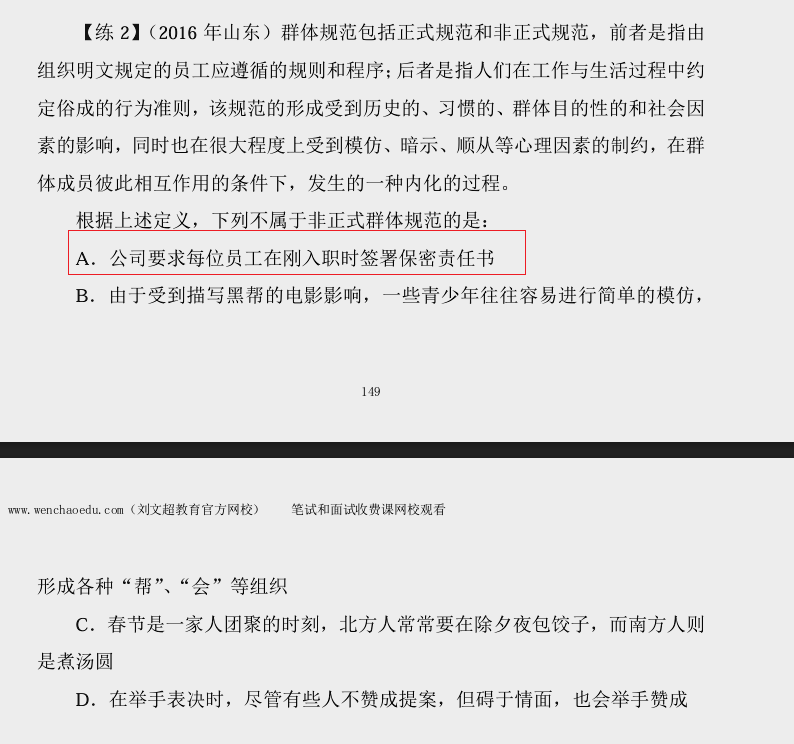 【练 2】（2016 年山东）群体规范包括正式规范和非正式规范，前者是指由
组织明文规定的员工应遵循的规则和程序；后者是指人们在工作与生活过程中约
定俗成的行为准则，该规范的形成受到历史的、习惯的、群体目的性的和社会因
素的影响，同时也在很大程度上受到模仿、暗示、顺从等心理因素的制约，在群
体成员彼此相互作用的条件下，发生的一种内化的过程。
根据上述定义，下列不属于非正式群体规范的是：
A．公司要求每位员工在刚入职时签署保密责任书
B．由于受到描写黑帮的电影影响，一些青少年往往容易进行简单的模仿，
149
www.wenchaoedu.com（刘文超教育官方网校） 笔试和面试收费课网校观看
形成各种“帮”、“会”等组织
C．春节是一家人团聚的时刻，北方人常常要在除夕夜包饺子，而南方人则
是煮汤圆
D．在举手表决时，尽管有些人不赞成提案，但碍于情面，也会举手赞成